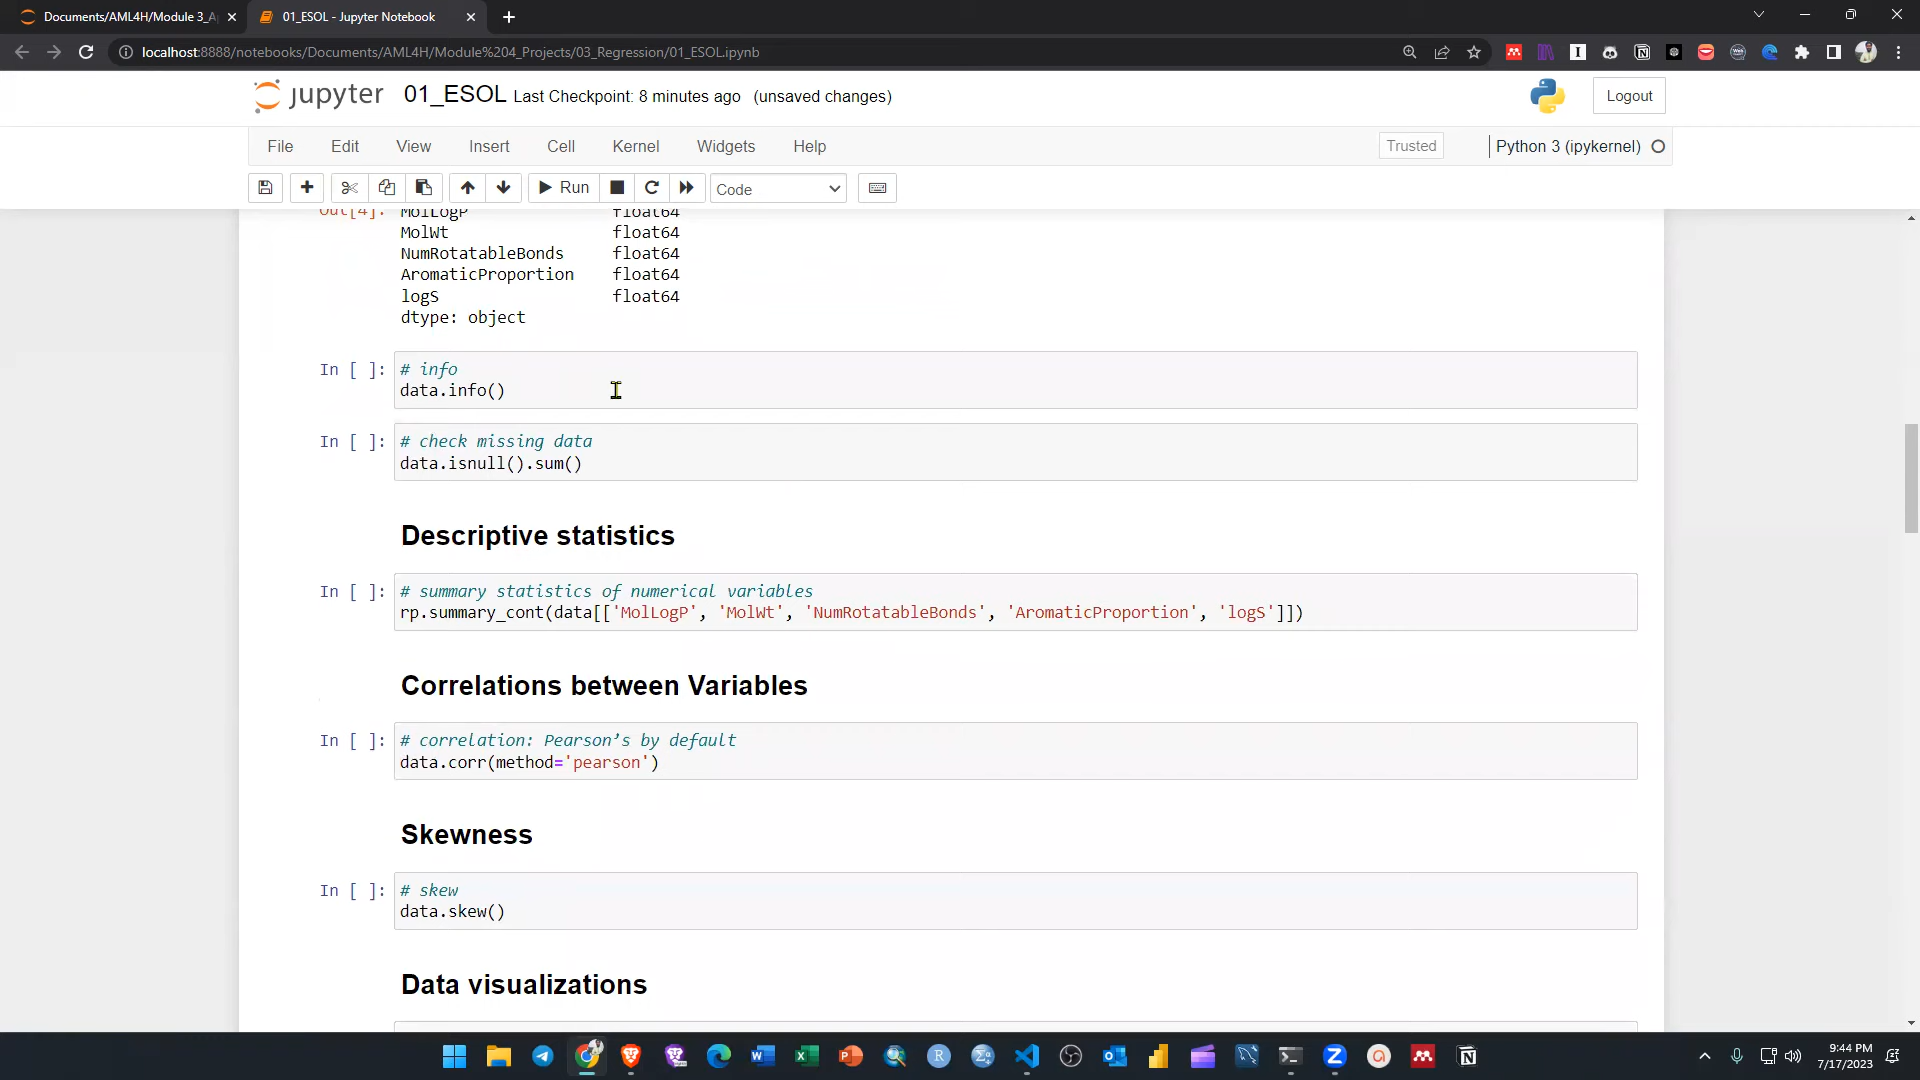 Documents/AML4H/Module 3_A
01_ESOL - Jupyter Notebook
localhost:8888/notebooks/Documents/AML4H/Module%204_Projects/03_Regression/01_ESOL.ipynb
jupyter 01_ESOL Last Checkpoint: 8 minutes ago (unsaved changes)
Logout
File Edit View Insert Cell Kernel Widgets Help
Trusted
Python 3 (ipykernel)
Run
Code
Out[4]: MolLogP float64
MolWt float64
NumRotatableBonds float64
AromaticProportion float64
logS float64
dtype: object
In [ ]: # info
data.info()
In [ ]: # check missing data
data.isnull().sum()
Descriptive statistics
In [ ]: # summary statistics of numerical variables
rp.summary_cont(data[['MolLogP', 'MolWt', 'NumRotatableBonds', 'AromaticProportion', 'logS']])
Correlations between Variables
In [ ]: # correlation: Pearson’s by default
data.corr(method='pearson')
Skewness
In [ ]: # skew
data.skew()
Data visualizations
9:44 PM
7/17/2023